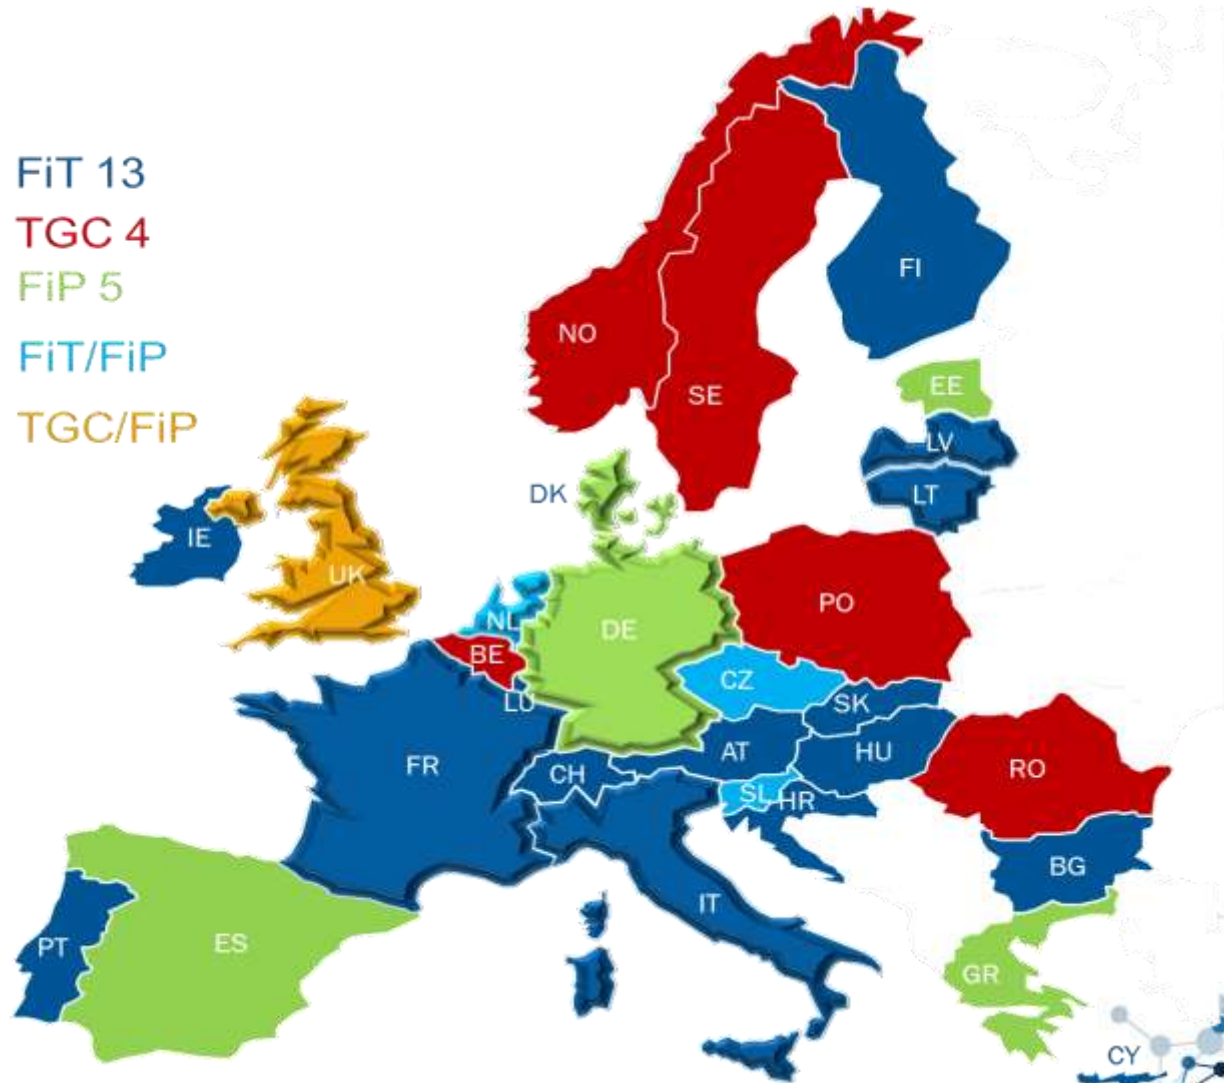 FiT 13
TGC 4
FiP 5
FiT/FiP
TGC/FiP
FI
NO
SE
EE
LV
LT
DK
IE
UK
NL
DE
PO
BE
LU
CZ
SK
FR
CH
AT
HU
RO
SL
HR
BG
IT
PT
ES
GR
CY